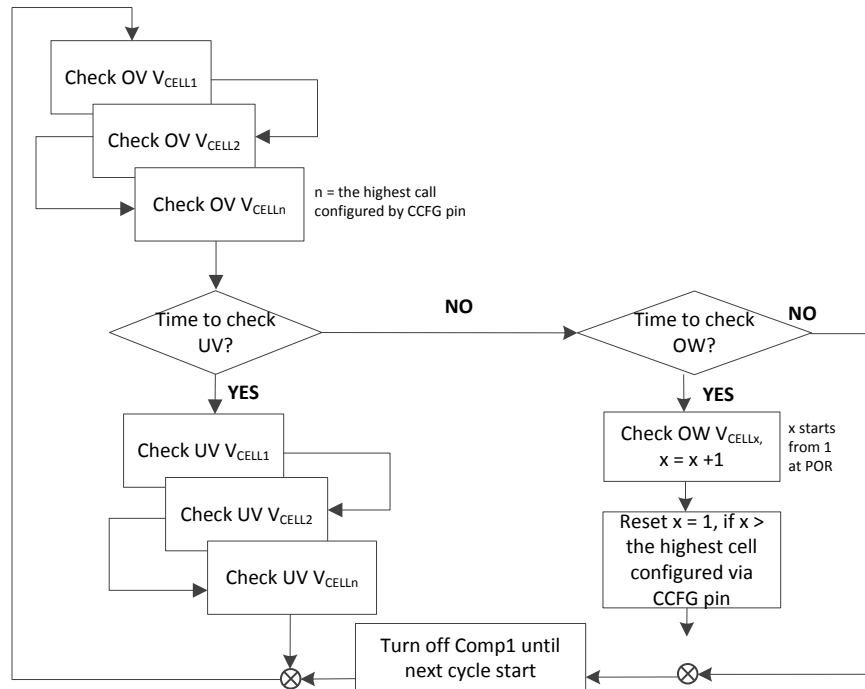 Check OV VCELL1
Check OV VCELL2
Check OV VCELLn
n = the highest call
configured by CCFG pin
Time to check
UV?
NO
Time to check
OW?
NO
YES
YES
Check UV VCELL1
Check UV VCELL2
Check UV VCELLn
Check OW VCELLx,
x = x +1
x starts
from 1
at POR
Reset x = 1, if x >
the highest cell
configured via
CCFG pin
Turn off Comp1 until
next cycle start